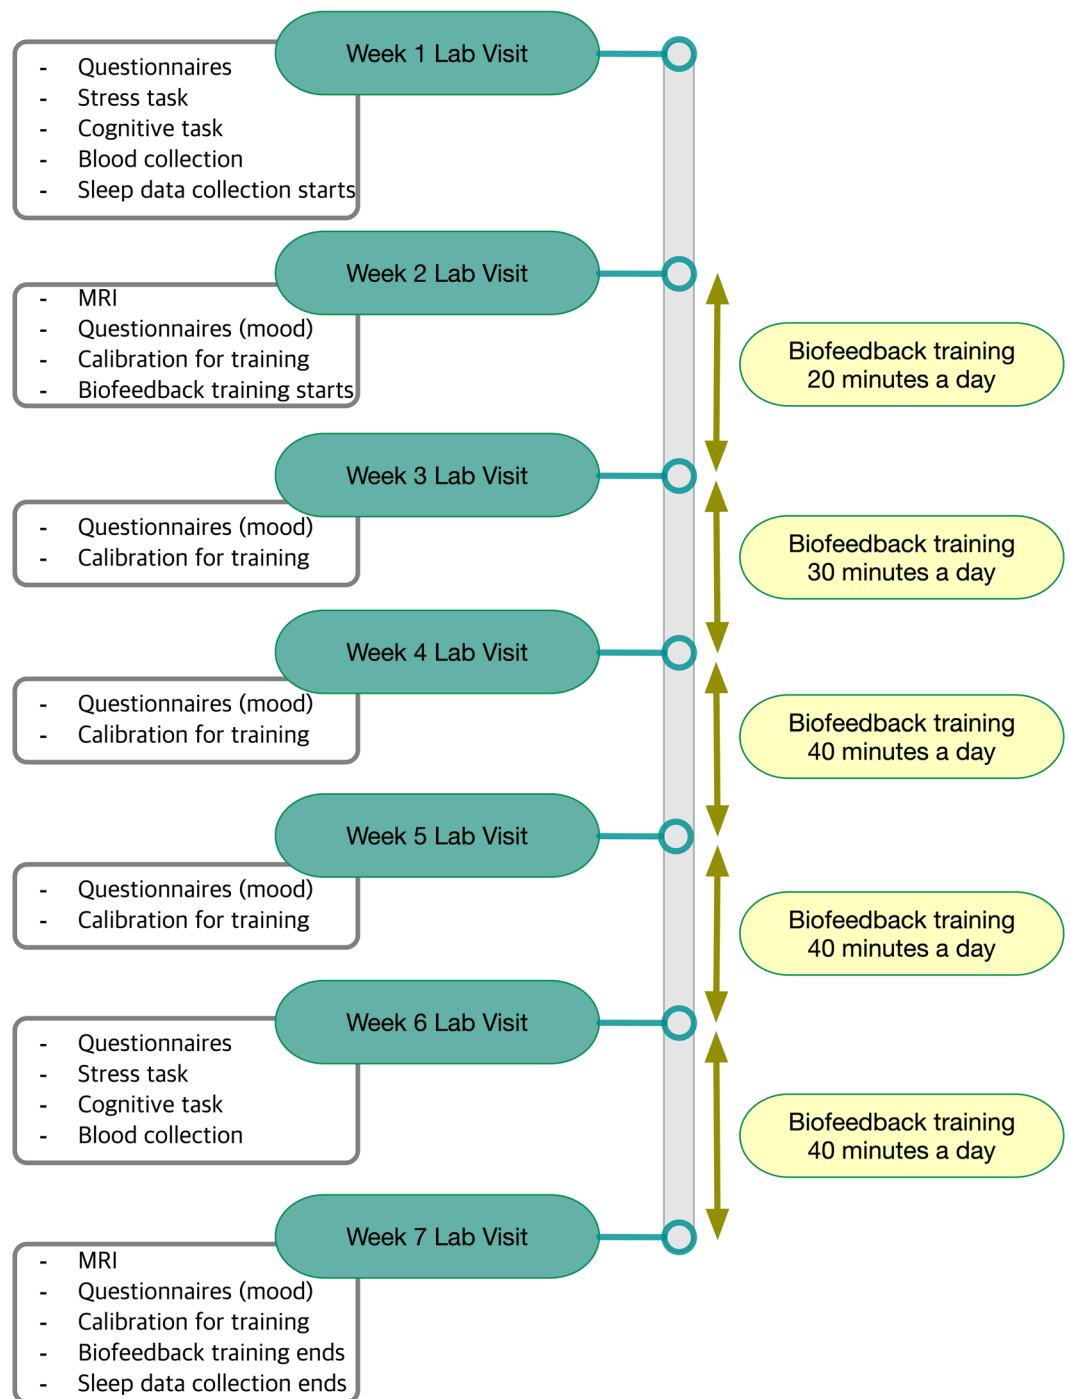 Week 1 Lab Visit
- Questionnaires
- Stress task
- Cognitive task
- Blood collection
- Sleep data collection starts
Week 2 Lab Visit
- MRI
- Questionnaires (mood)
- Calibration for training
- Biofeedback training starts
Biofeedback training
20 minutes a day
Week 3 Lab Visit
- Questionnaires (mood)
- Calibration for training
Biofeedback training
30 minutes a day
Week 4 Lab Visit
- Questionnaires (mood)
- Calibration for training
Biofeedback training
40 minutes a day
Week 5 Lab Visit
- Questionnaires (mood)
- Calibration for training
Biofeedback training
40 minutes a day
Week 6 Lab Visit
- Questionnaires
- Stress task
- Cognitive task
- Blood collection
Biofeedback training
40 minutes a day
Week 7 Lab Visit
- MRI
- Questionnaires (mood)
- Calibration for training
- Biofeedback training ends
- Sleep data collection ends